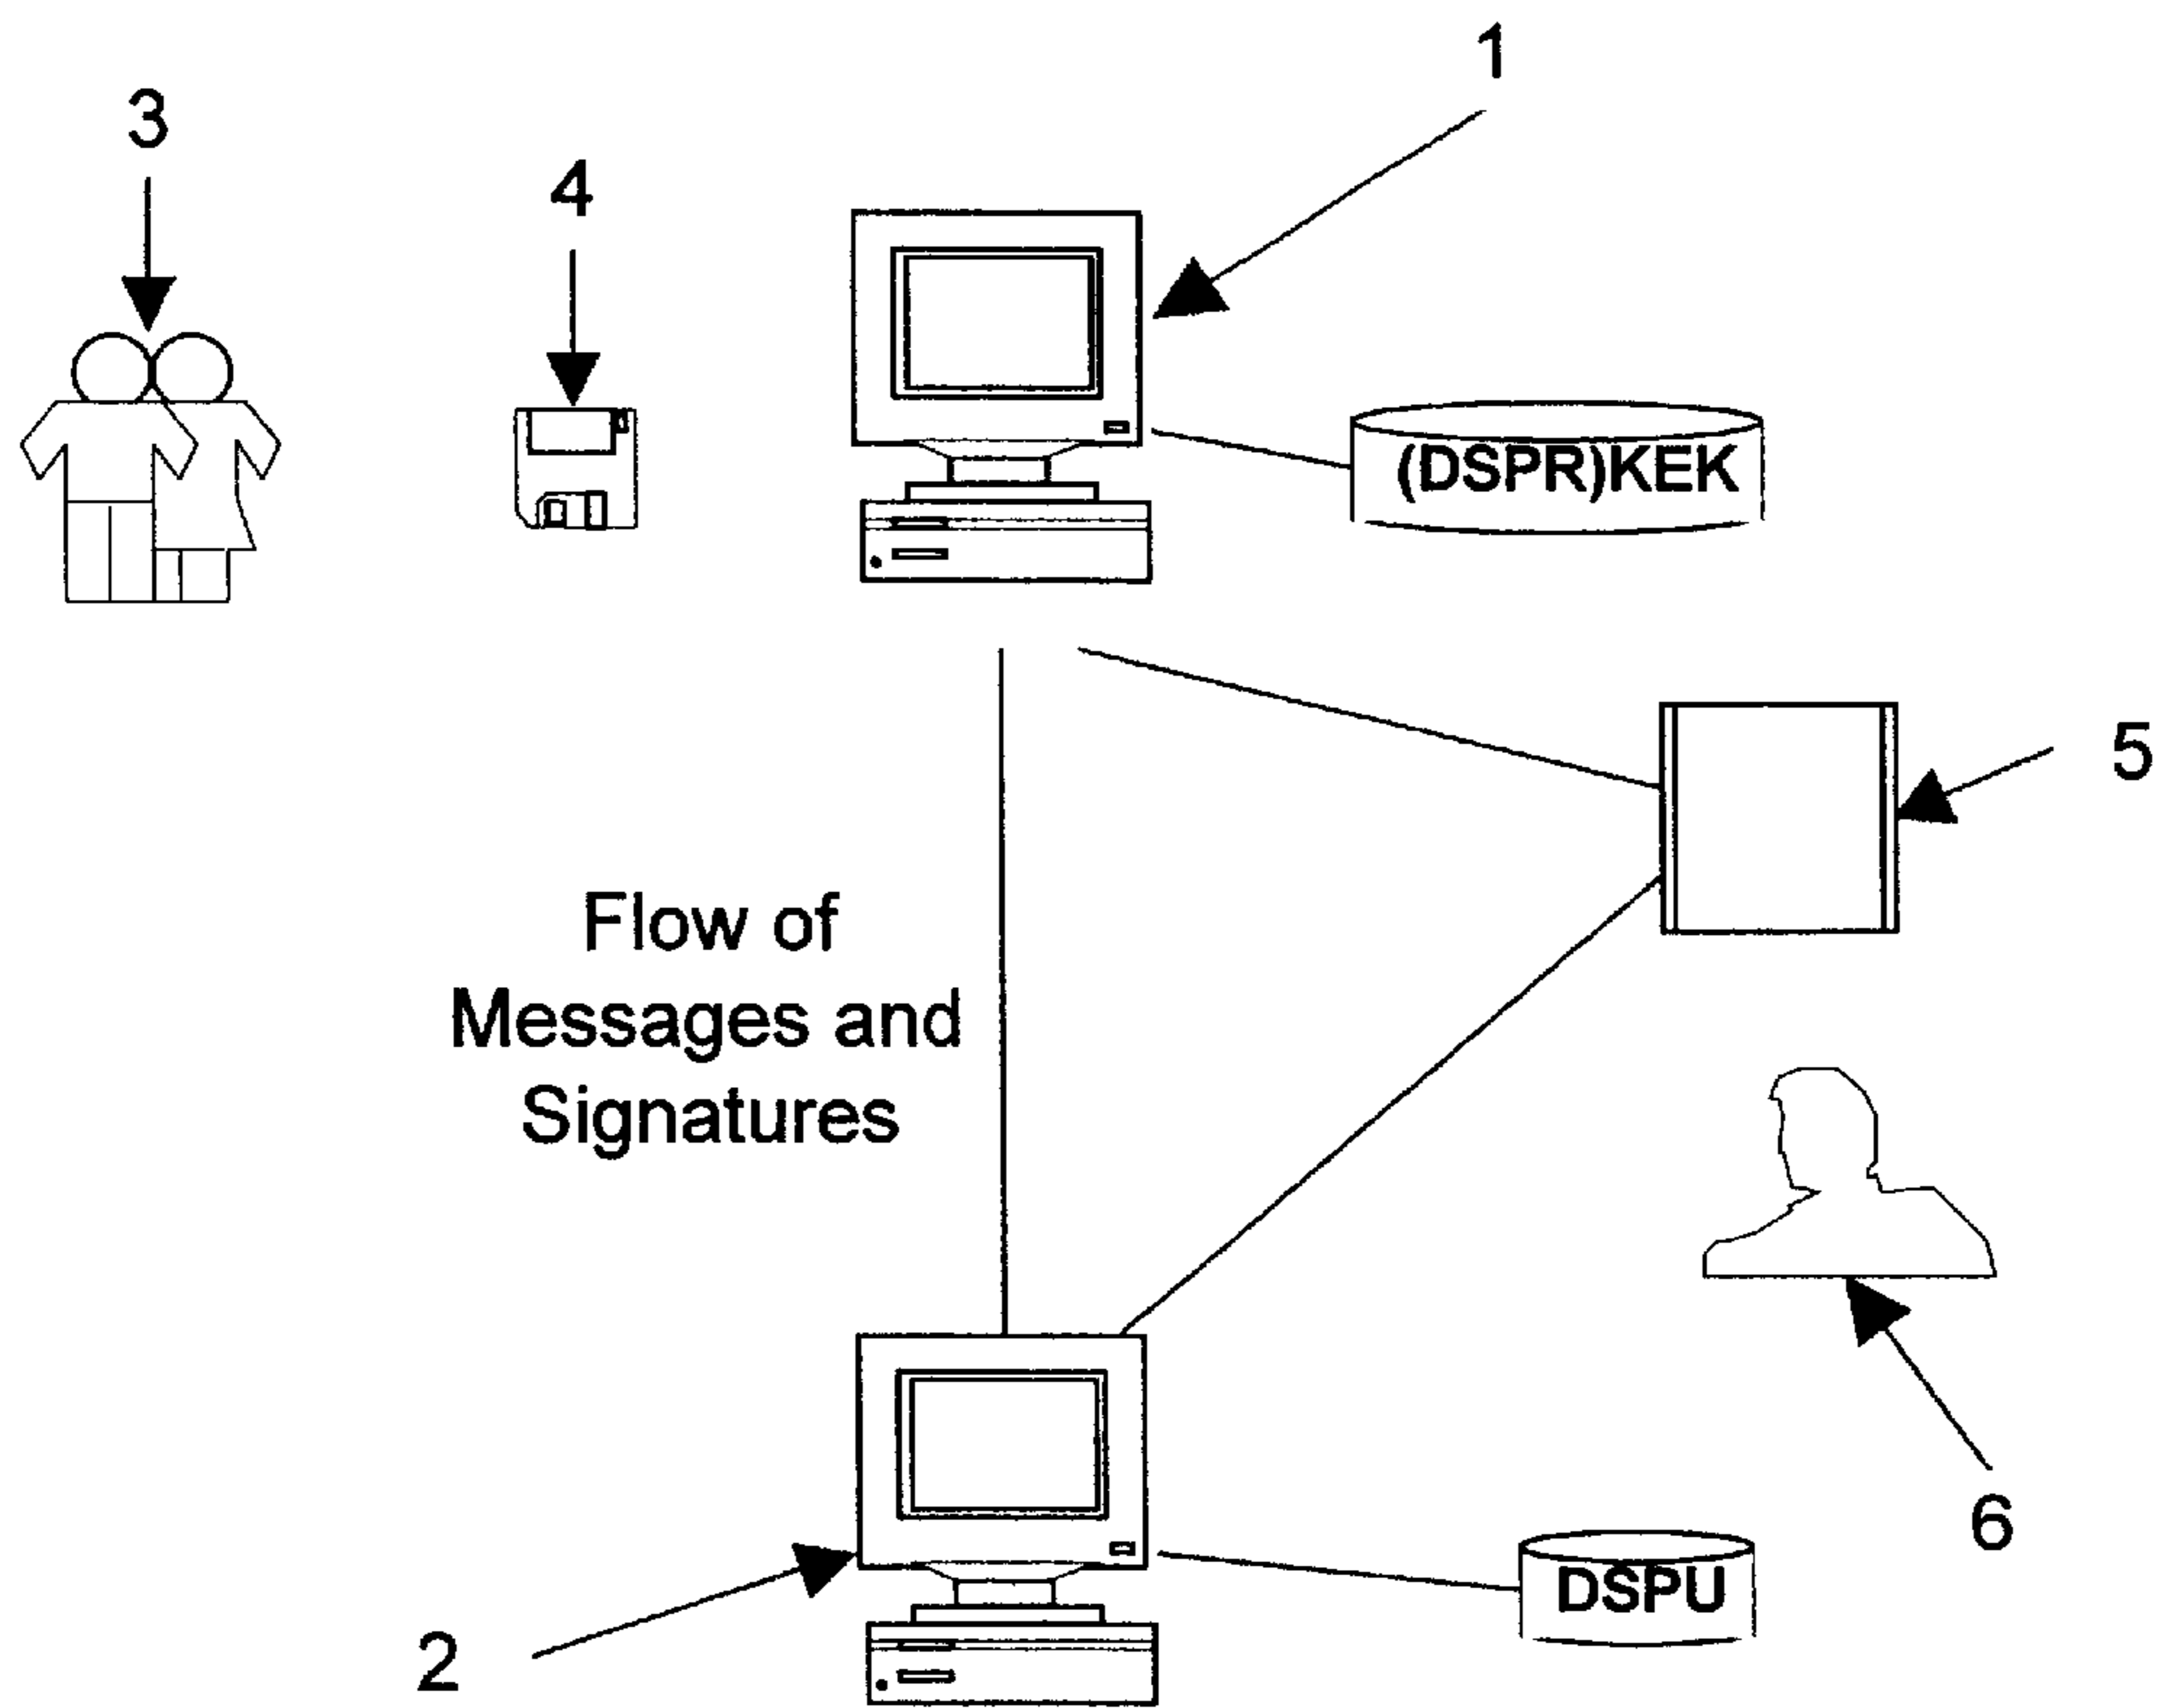 1
3
4
(DSPR)KEK
5
Flow of
Messages and
Signatures
6
DSPU
2